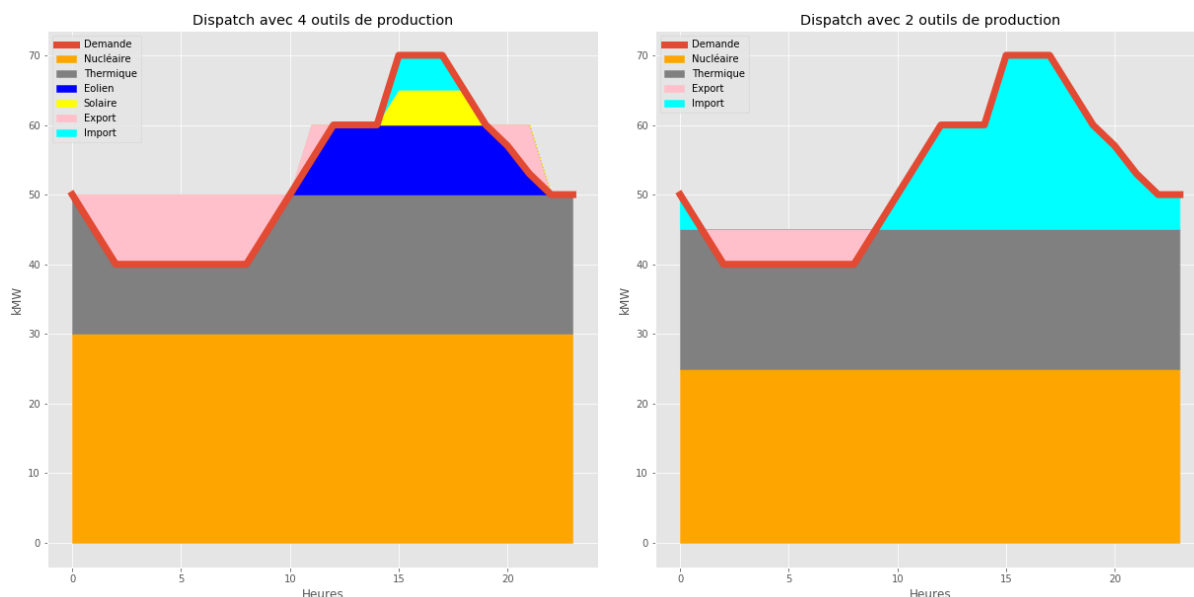 Dispatch avec 4 outils de production
Demande
Nucléaire
Thermique
Eolien
Solaire
Export
Import
70
60
50
40
30
20
10
0
kMW
0 5 10 15 20
Heures
Dispatch avec 2 outils de production
Demande
Nucléaire
Thermique
Export
Import
70
60
50
40
30
20
10
0
kMW
0 5 10 15 20
Heures